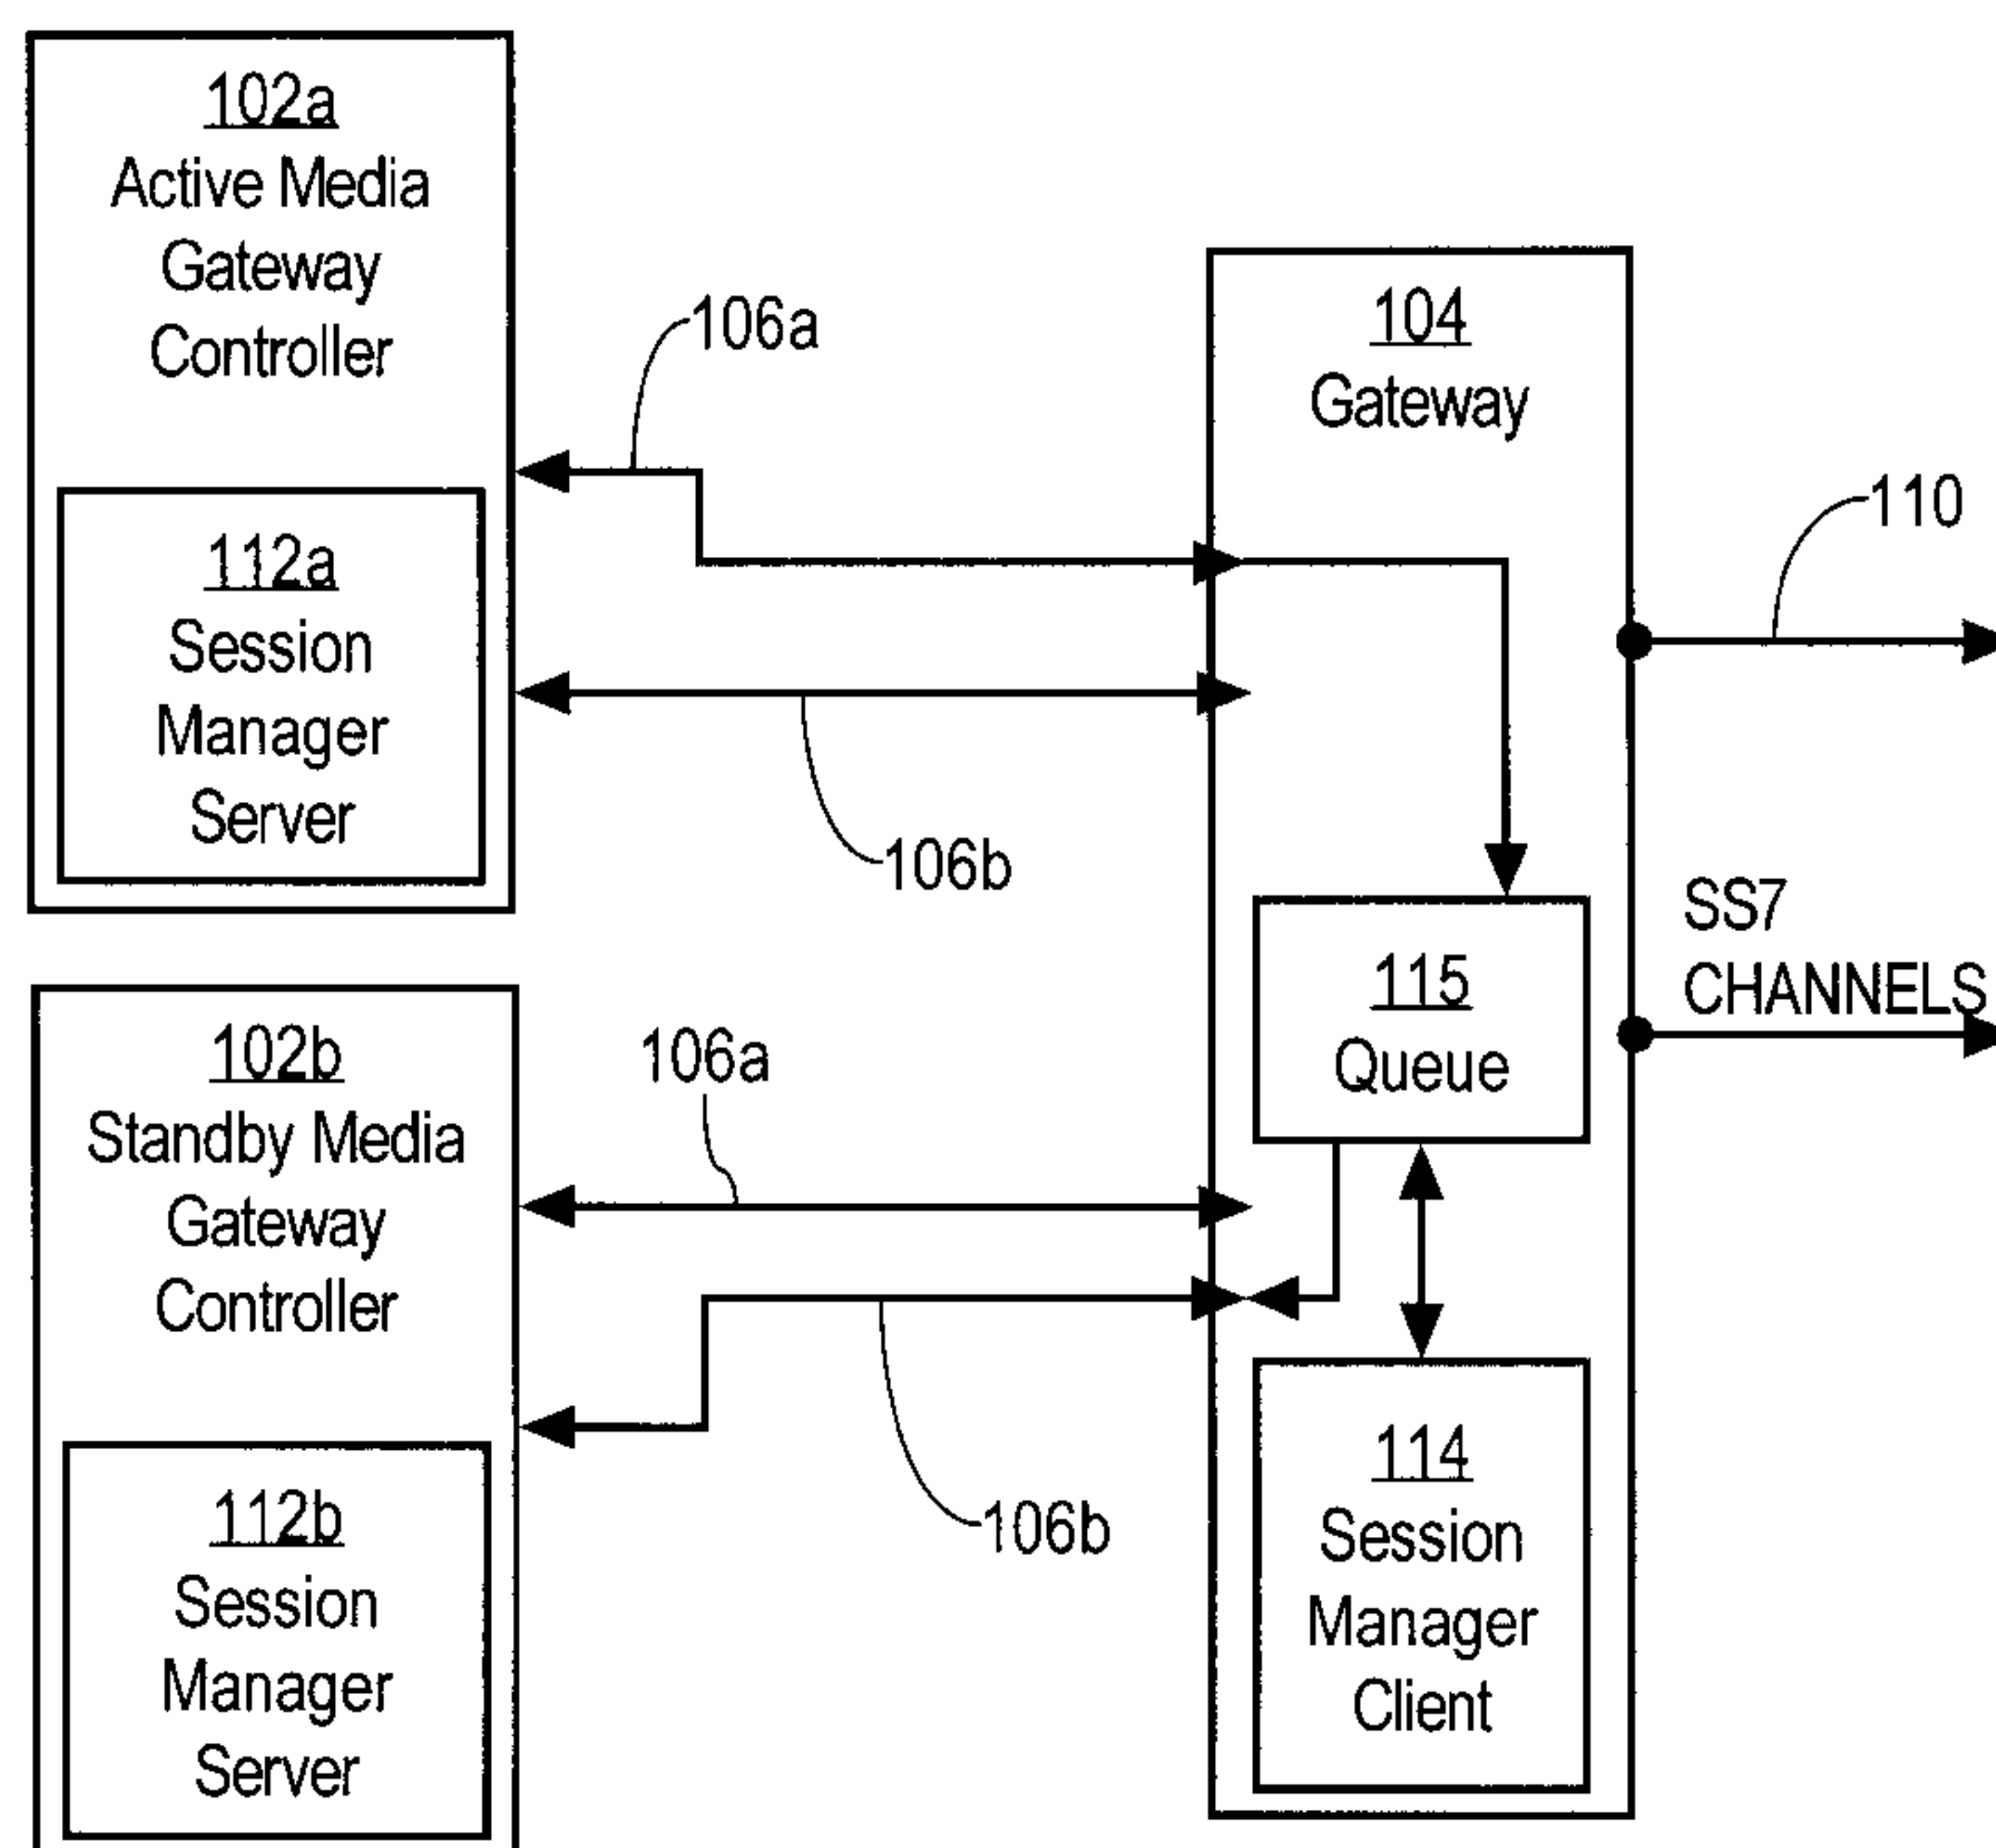 102a
Active Media
Gateway
Controller
112a
Session
Manager
Server
106a
106b
104
Gateway
110
115
Queue
SS7
CHANNELS
102b
Standby Media
Gateway
Controller
112b
Session
Manager
Server
106a
106b
114
Session
Manager
Client